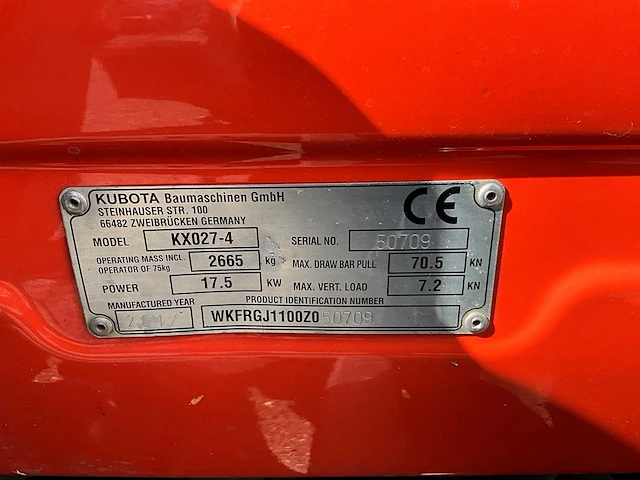 KUBOTA Baumaschinen GmbH
STEINHAUSER STR. 100
66482 ZWEIBRÜCKEN GERMANY
CE
MODEL KX027-4 SERIAL NO. 50709
OPERATING MASS INCL. OPERATOR OF 75kg 2665 kg MAX. DRAW BAR PULL 70.5 KN
POWER 17.5 KW MAX. VERT. LOAD 7.2 KN
MANUFACTURED YEAR PRODUCT IDENTIFICATION NUMBER
WKFRGJ1100Z050709